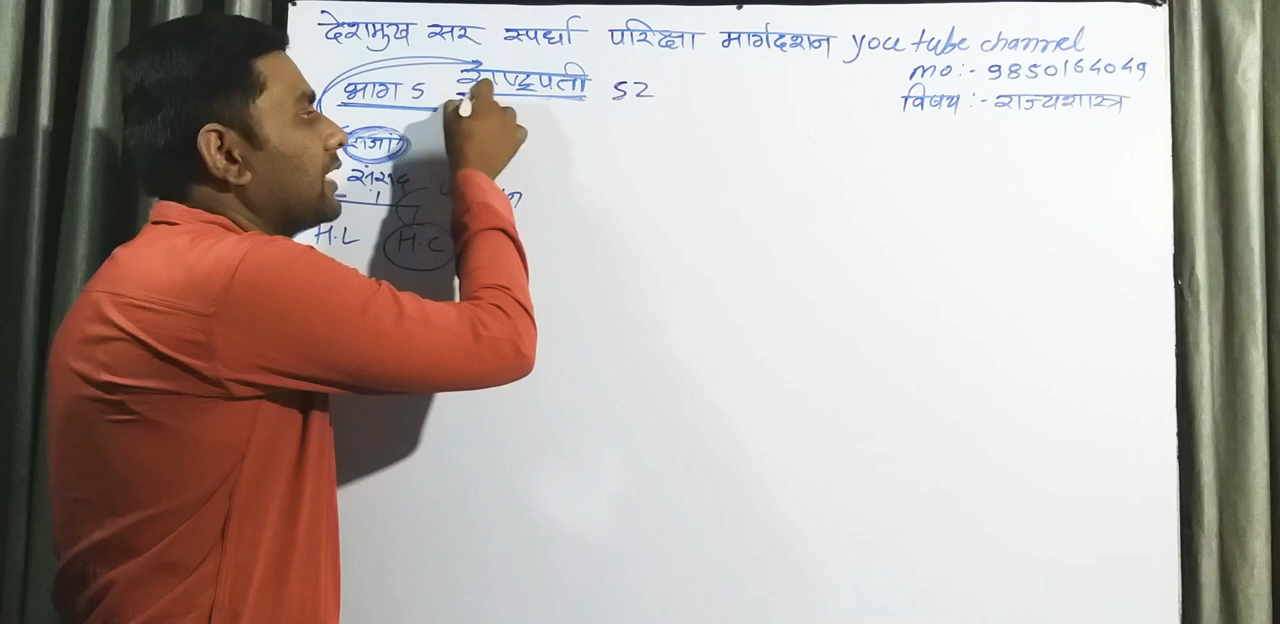 देशमुख सर स्पर्धा परिक्षा मार्गदर्शन you tube channel
mo:- 9850164049
भाग 5 राष्ट्रपती 52
विषय:- राज्यशास्त्र
संसद
H.L H.C